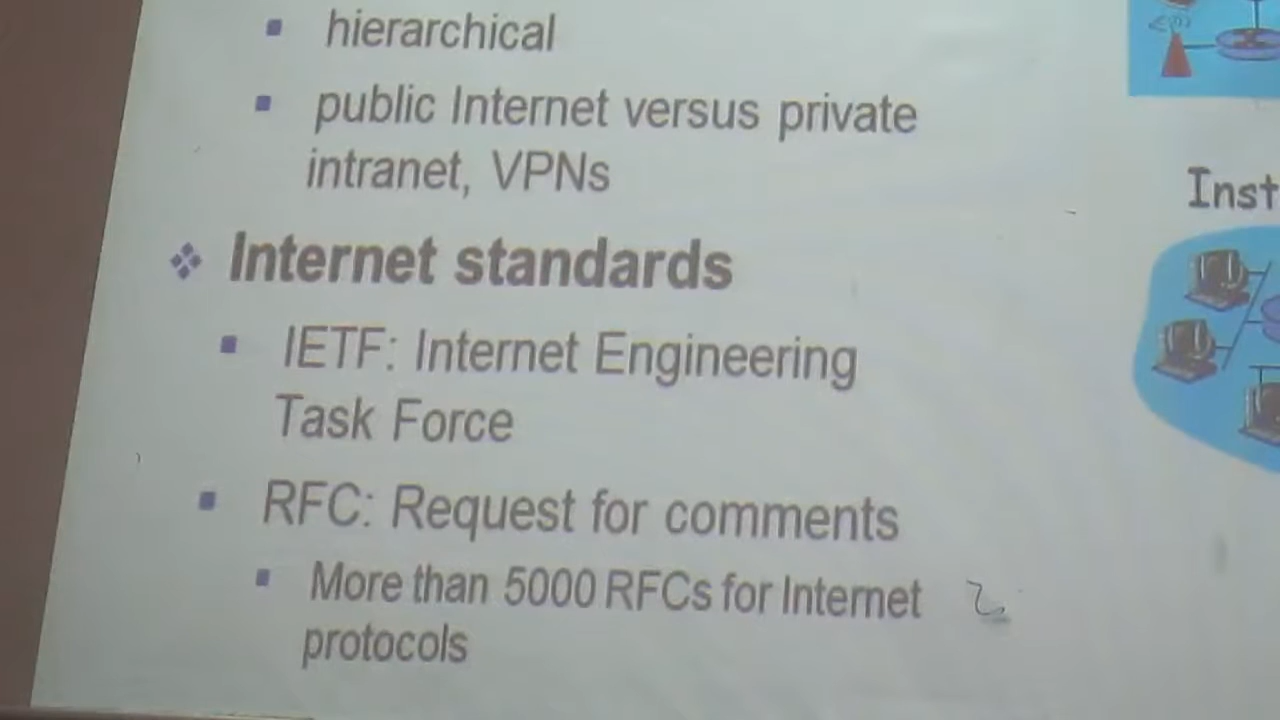 hierarchical
public Internet versus private
intranet, VPNs
Internet standards
IETF: Internet Engineering
Task Force
RFC: Request for comments
More than 5000 RFCs for Internet
protocols
Inst